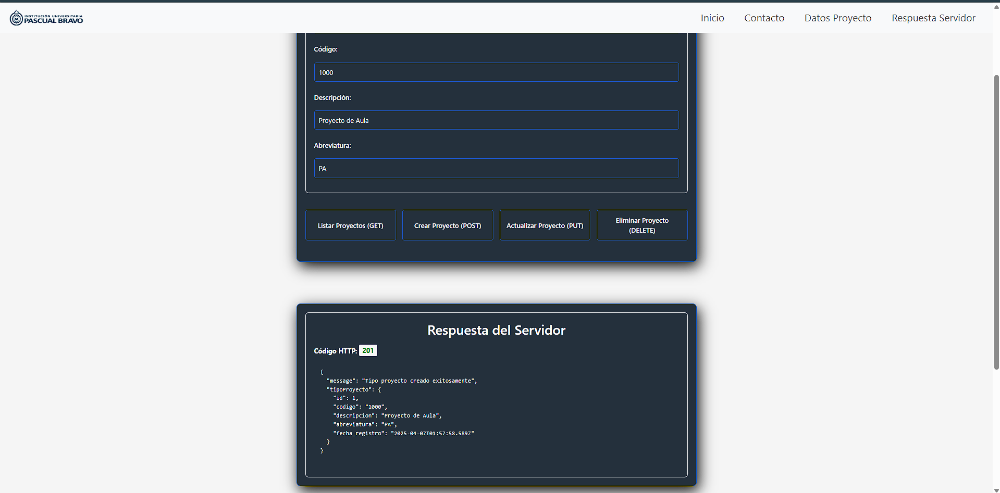 INSTITUCIÓN UNIVERSITARIA
PASCUAL BRAVO
Inicio
Contacto
Datos Proyecto
Respuesta Servidor
Código:
1000
Descripción:
Proyecto de Aula
Abreviatura:
PA
Listar Proyectos (GET)
Crear Proyecto (POST)
Actualizar Proyecto (PUT)
Eliminar Proyecto
(DELETE)
Respuesta del Servidor
Código HTTP: 201
{
  "message": "Tipo proyecto creado exitosamente",
  "tipoProyecto": {
    "id": 1,
    "codigo": "1000",
    "descripcion": "Proyecto de Aula",
    "abreviatura": "PA",
    "fecha_registro": "2025-04-07T01:57:58.589Z"
  }
}